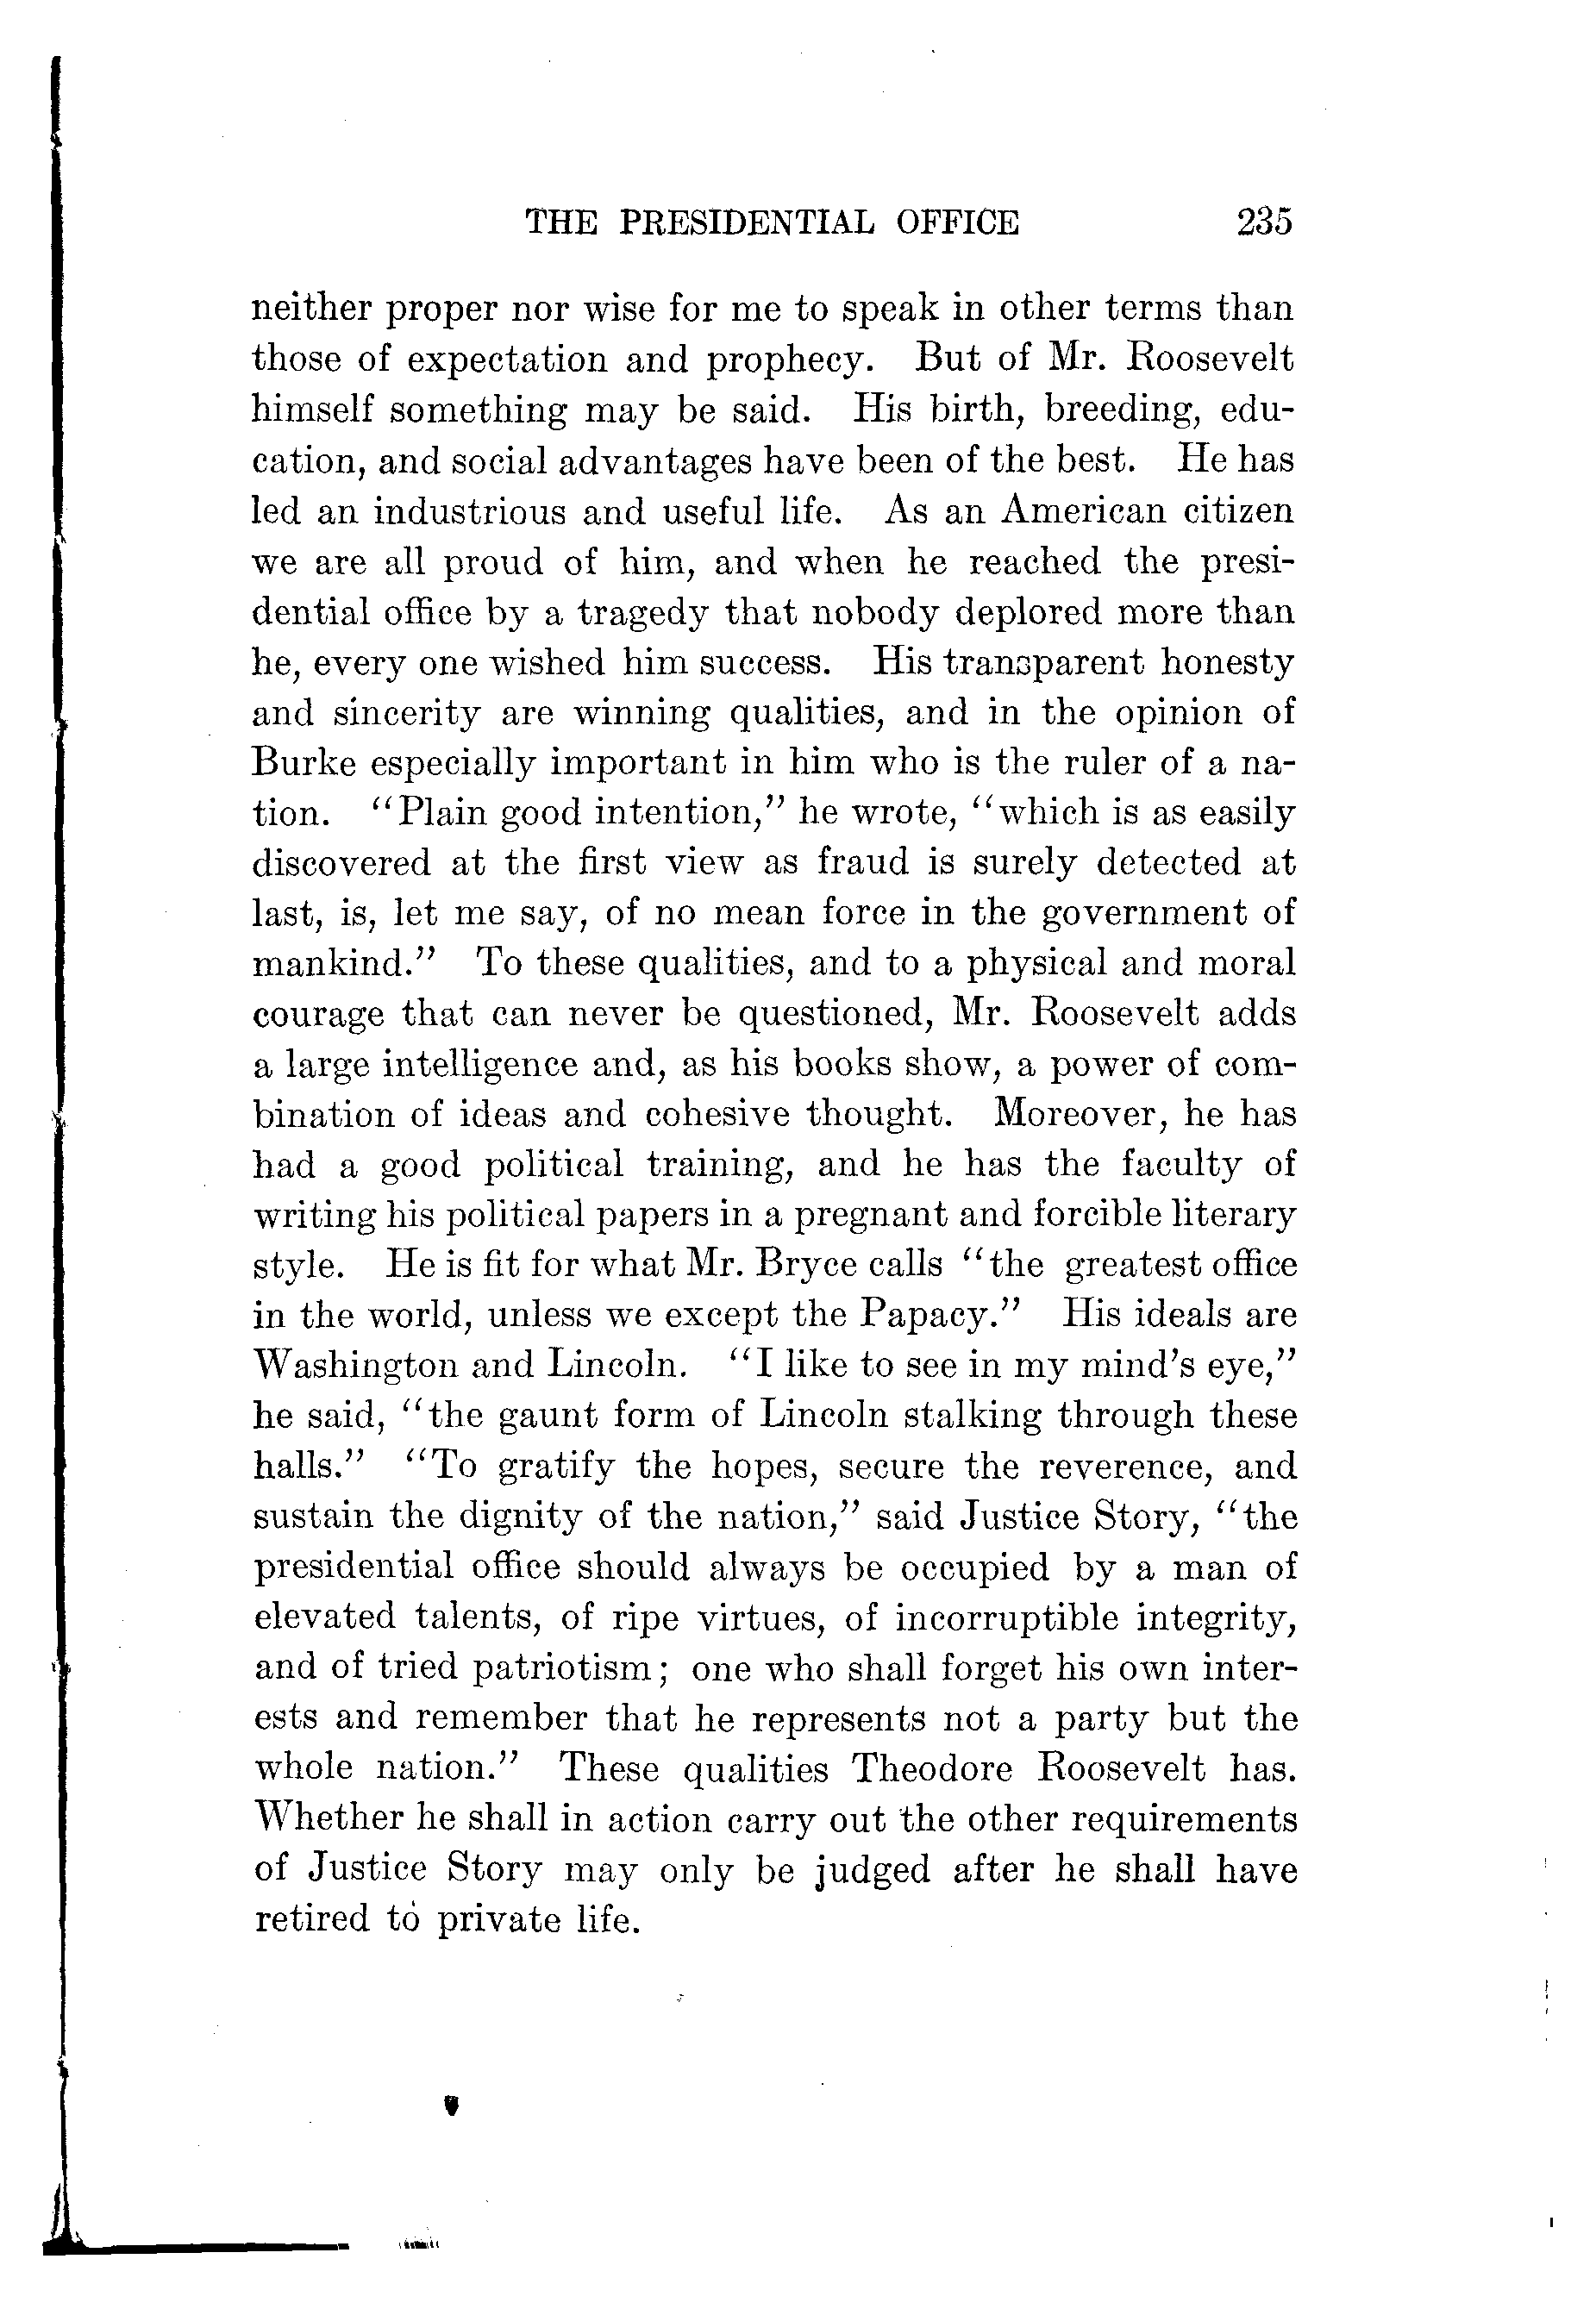 THE PRESIDENTIAL OFFICE 235
neither proper nor wise for me to speak in other terms than
those of expectation and prophecy. But of Mr. Roosevelt
himself something may be said. His birth, breeding, edu-
cation, and social advantages have been of the best. He has
led an industrious and useful life. As an American citizen
we are all proud of him, and when he reached the presi-
dential office by a tragedy that nobody deplored more than
he, every one wished him success. His transparent honesty
and sincerity are winning qualities, and in the opinion of
Burke especially important in him who is the ruler of a na-
tion. "Plain good intention," he wrote, "which is as easily
discovered at the first view as fraud is surely detected at
last, is, let me say, of no mean force in the government of
mankind." To these qualities, and to a physical and moral
courage that can never be questioned, Mr. Roosevelt adds
a large intelligence and, as his books show, a power of com-
bination of ideas and cohesive thought. Moreover, he has
had a good political training, and he has the faculty of
writing his political papers in a pregnant and forcible literary
style. He is fit for what Mr. Bryce calls "the greatest office
in the world, unless we except the Papacy." His ideals are
Washington and Lincoln. "I like to see in my mind's eye,"
he said, "the gaunt form of Lincoln stalking through these
halls." "To gratify the hopes, secure the reverence, and
sustain the dignity of the nation," said Justice Story, "the
presidential office should always be occupied by a man of
elevated talents, of ripe virtues, of incorruptible integrity,
and of tried patriotism; one who shall forget his own inter-
ests and remember that he represents not a party but the
whole nation." These qualities Theodore Roosevelt has.
Whether he shall in action carry out the other requirements
of Justice Story may only be judged after he shall have
retired to private life.